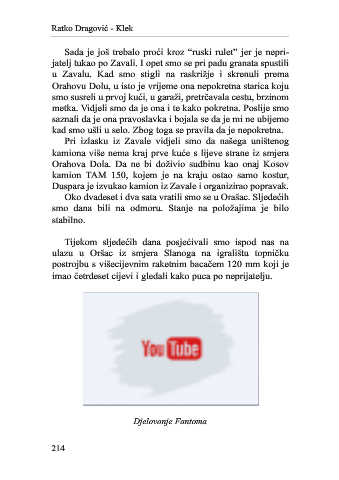 Ratko Dragović - Klek
Sada je još trebalo proći kroz “ruski rulet” jer je nepri-
jatelj tukao po Zavali. I opet smo se pri padu granata spustili
u Zavalu. Kad smo stigli na raskrižje i skrenuli prema
Orahovu Dolu, u isto je vrijeme ona nepokretna starica koju
smo susreli u prvoj kući, u garaži, pretrčavala cestu, brzinom
metka. Vidjeli smo da je ona i te kako pokretna. Poslije smo
saznali da je ona pravoslavka i bojala se da je mi ne ubijemo
kad smo ušli u selo. Zbog toga se pravila da je nepokretna.
Pri izlasku iz Zavale vidjeli smo da našega uništenog
kamiona više nema kraj prve kuće s lijeve strane iz smjera
Orahova Dola. Da ne bi doživio sudbinu kao onaj Kosov
kamion TAM 150, kojem je na kraju ostao samo kostur,
Duspara je izvukao kamion iz Zavale i organizirao popravak.
Oko dvadeset i dva sata vratili smo se u Orašac. Sljedećih
smo dana bili na odmoru. Stanje na položajima je bilo
stabilno.
Tijekom sljedećih dana posjećivali smo ispod nas na
ulazu u Oršac iz smjera Slanoga na igralištu topničku
postrojbu s višecijevnim raketnim bacačem 120 mm koji je
imao četrdeset cijevi i gledali kako puca po neprijatelju.
YouTube
Djelovanje Fantoma
214